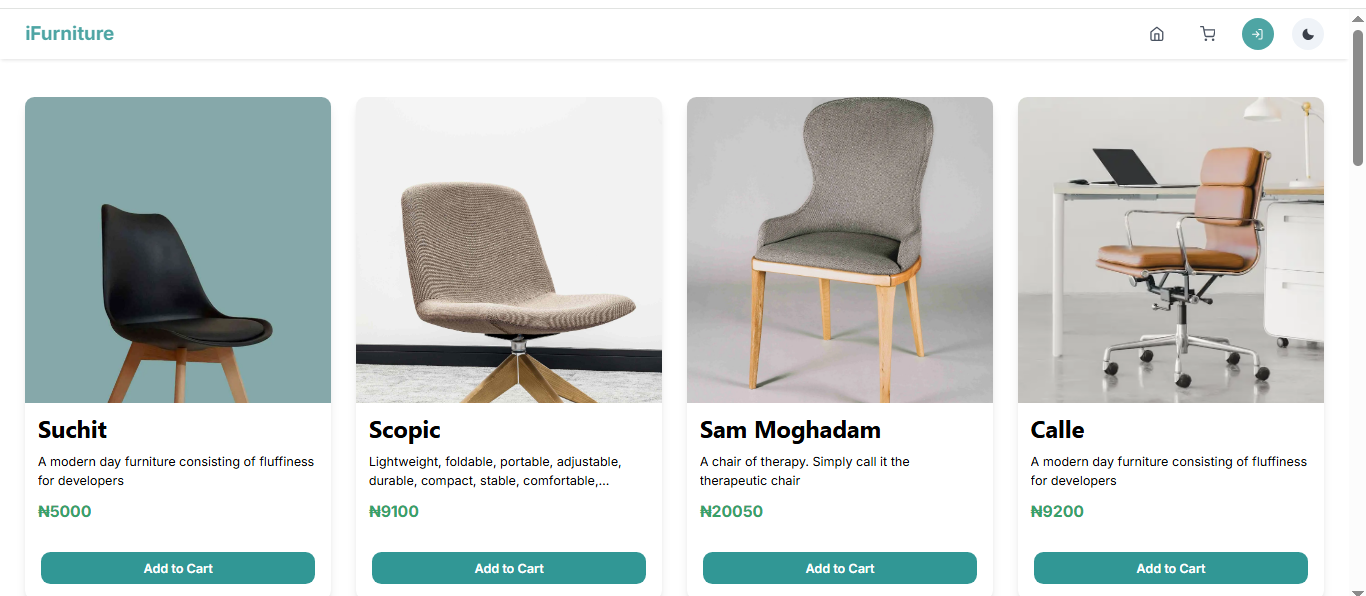 iFurniture
Suchit
A modern day furniture consisting of fluffiness
for developers
₦5000
Add to Cart
Scopic
Lightweight, foldable, portable, adjustable,
durable, compact, stable, comfortable,...
₦9100
Add to Cart
Sam Moghadam
A chair of therapy. Simply call it the
therapeutic chair
₦20050
Add to Cart
Calle
A modern day furniture consisting of fluffiness
for developers
₦9200
Add to Cart